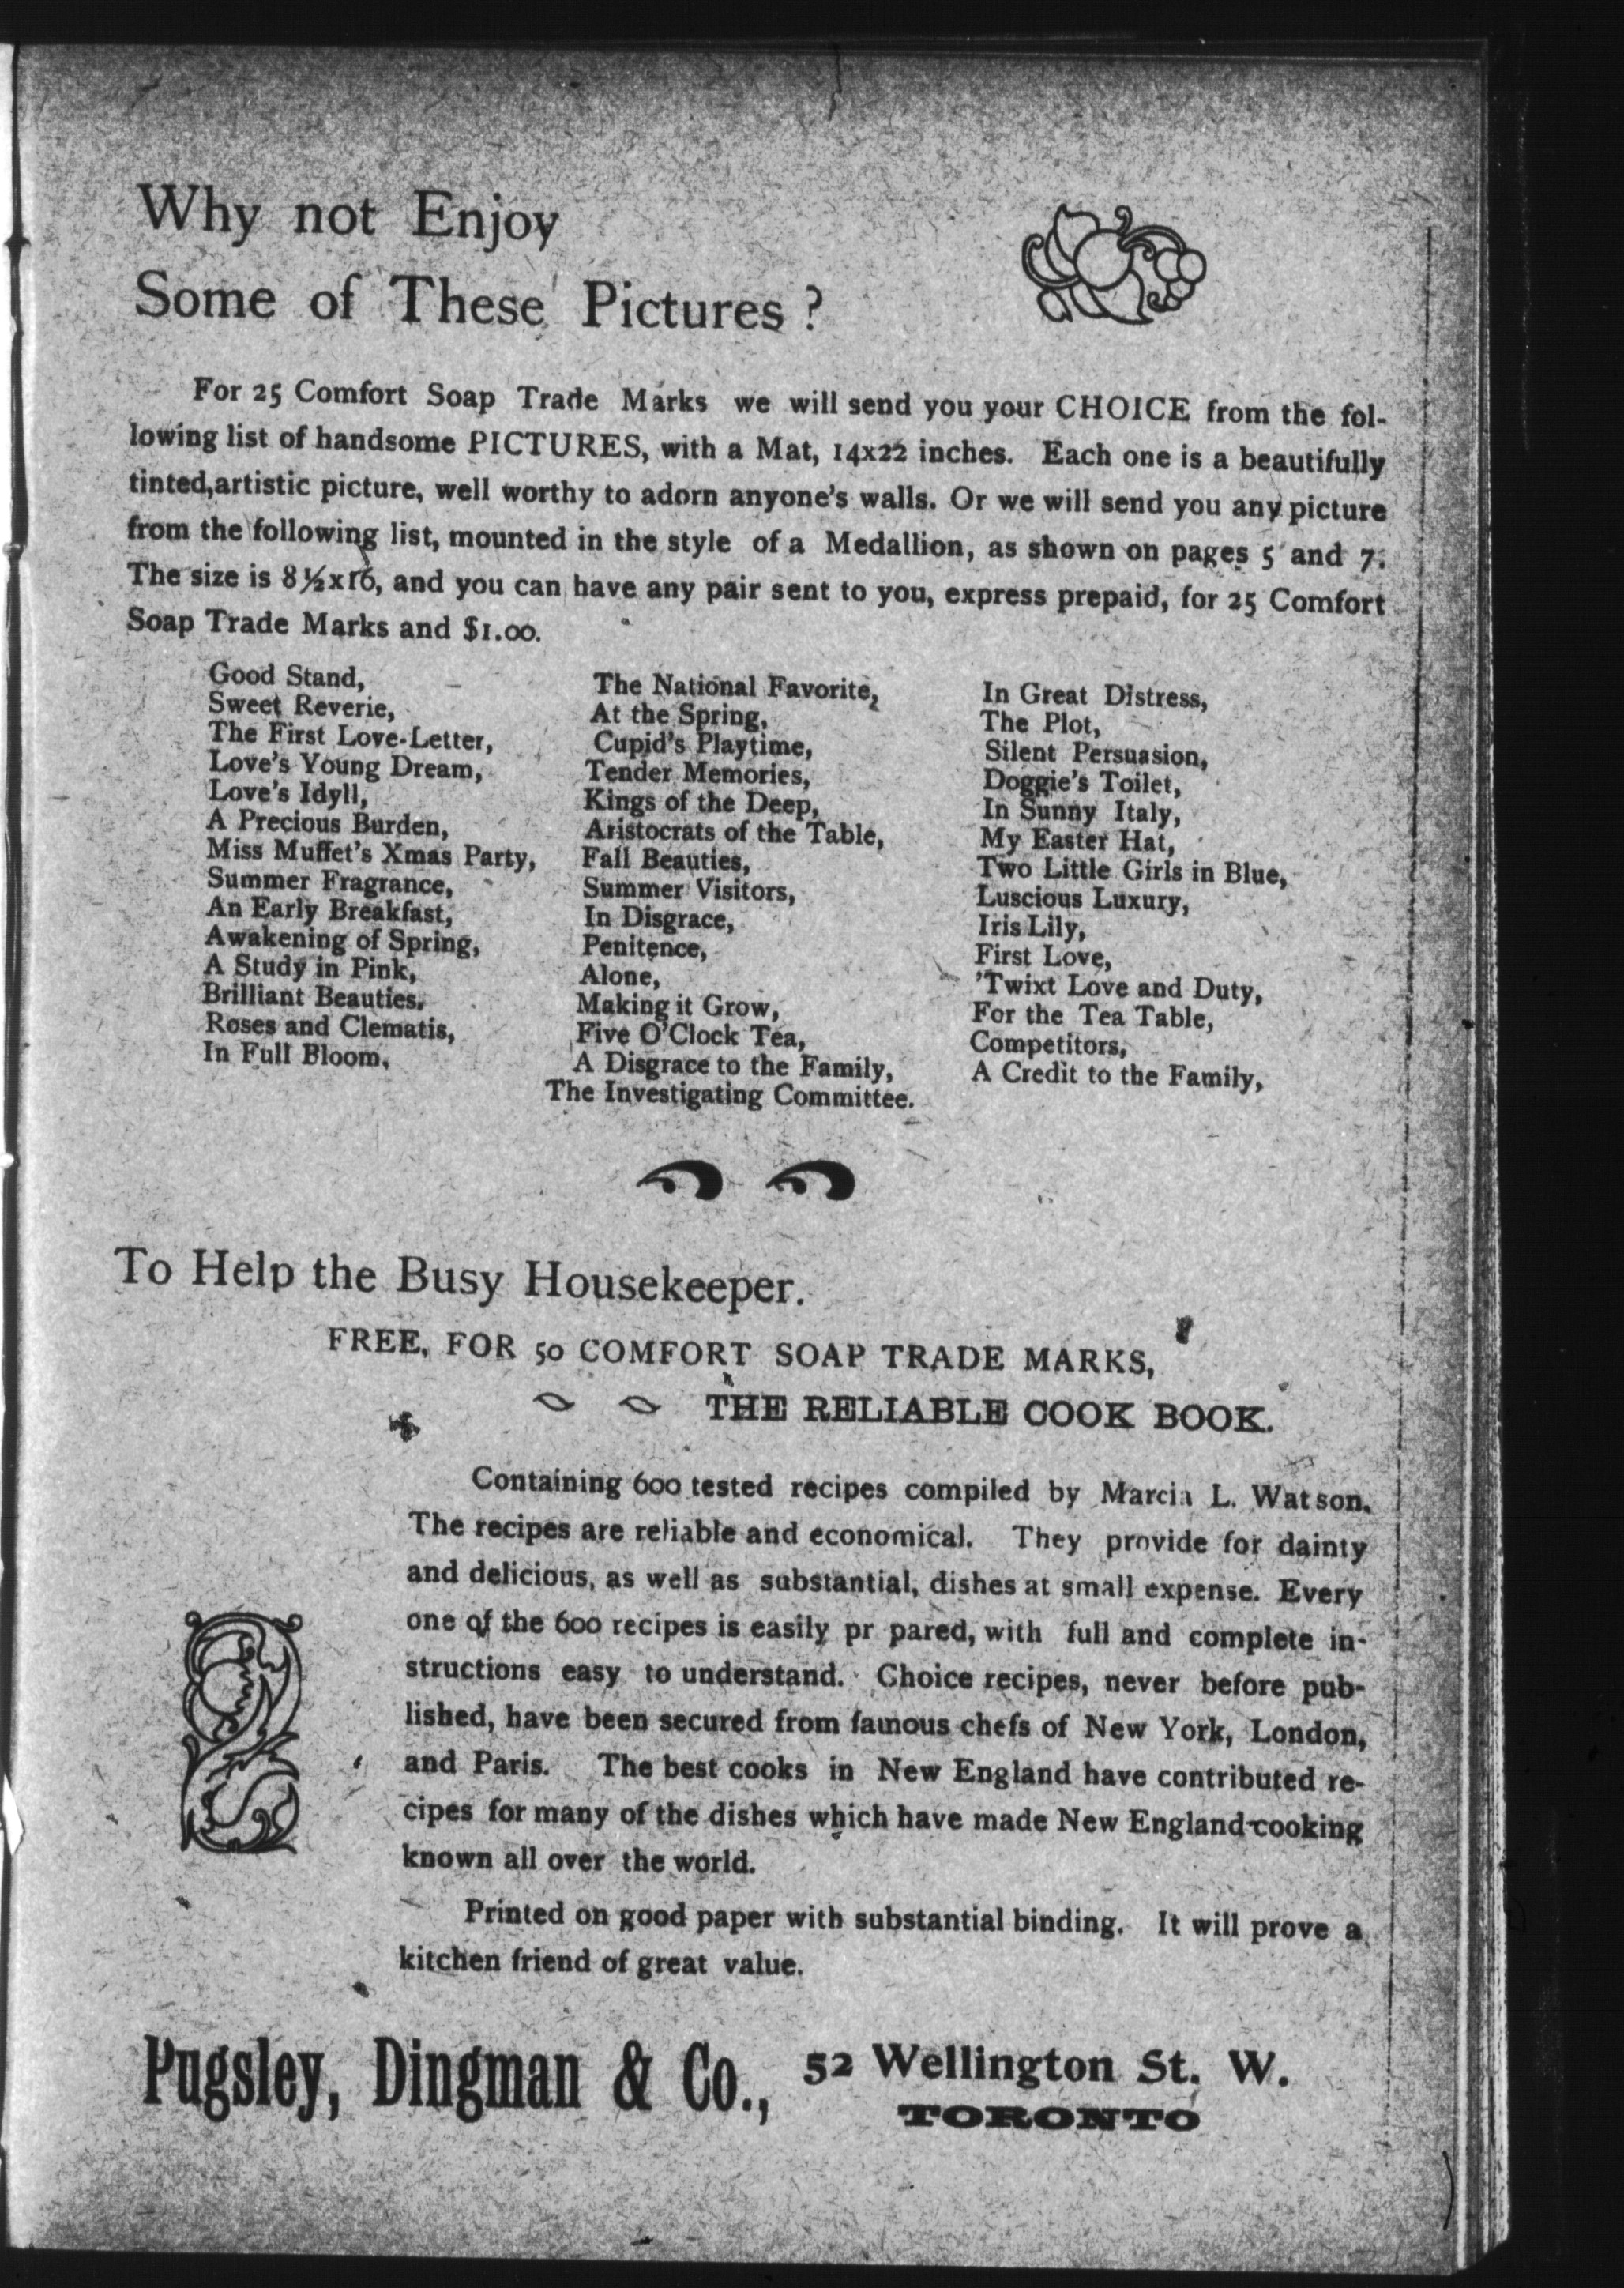 Why not Enjoy
Some of These Pictures?
For 25 Comfort Soap Trade Marks we will send you your CHOICE from the fol-
lowing list of handsome PICTURES, with a Mat, 14x22 inches. Each one is a beautifully
tinted,artistic picture, well worthy to adorn anyone's walls. Or we will send you any picture
from the following list, mounted in the style of a Medallion, as shown on pages 5 and 7.
The size is 8½x16, and you can have any pair sent to you, express prepaid, for 25 Comfort
Soap Trade Marks and $1.00.
Good Stand,
Sweet Reverie,
The First Love-Letter,
Love's Young Dream,
Love's Idyll,
A Precious Burden,
Miss Muffet's Xmas Party,
Summer Fragrance,
An Early Breakfast,
Awakening of Spring,
A Study in Pink,
Brilliant Beauties,
Roses and Clematis,
In Full Bloom,
The National Favorite,
At the Spring,
Cupid's Playtime,
Tender Memories,
Kings of the Deep,
Aristocrats of the Table,
Fall Beauties,
Summer Visitors,
In Disgrace,
Penitence,
Alone,
Making it Grow,
Five O'Clock Tea,
A Disgrace to the Family,
The Investigating Committee.
In Great Distress,
The Plot,
Silent Persuasion,
Doggie's Toilet,
In Sunny Italy,
My Easter Hat,
Two Little Girls in Blue,
Luscious Luxury,
Iris Lily,
First Love,
'Twixt Love and Duty,
For the Tea Table,
Competitors,
A Credit to the Family,
To Help the Busy Housekeeper.
FREE, FOR 50 COMFORT SOAP TRADE MARKS,
THE RELIABLE COOK BOOK.
Containing 600 tested recipes compiled by Marcia L. Watson.
The recipes are reliable and economical. They provide for dainty
and delicious, as well as substantial, dishes at small expense. Every
one of the 600 recipes is easily pr pared, with full and complete in-
structions easy to understand. Choice recipes, never before pub-
lished, have been secured from famous chefs of New York, London,
and Paris. The best cooks in New England have contributed re-
cipes for many of the dishes which have made New England cooking
known all over the world.
Printed on good paper with substantial binding. It will prove a
kitchen friend of great value.
Pugsley, Dingman & Co., 52 Wellington St. W.
TORONTO